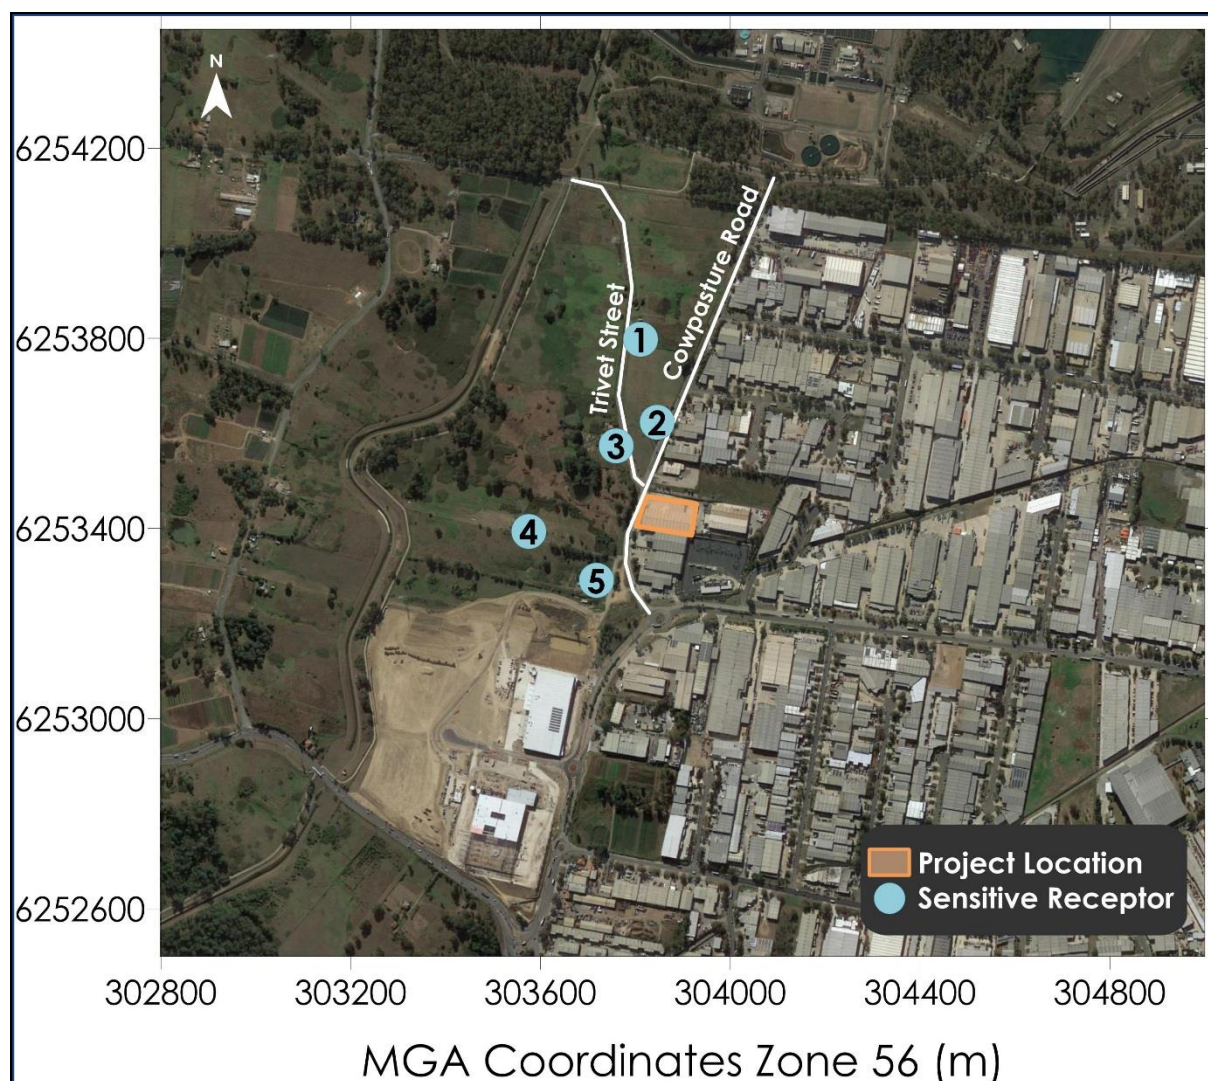 N
6254200
6253800
6253400
6253000
6252600
Trivet Street
Cowpasture Road
1
2
3
4
5
Project Location
Sensitive Receptor
302800 303200 303600 304000 304400 304800
MGA Coordinates Zone 56 (m)